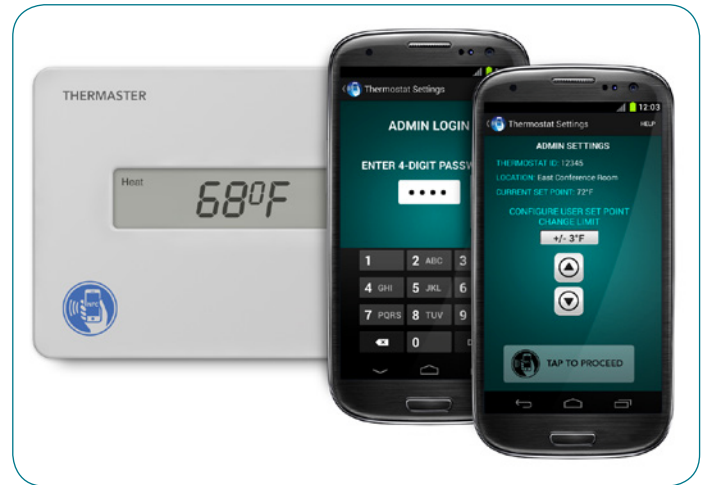 THERMASTER
Host
68°F
Thermostat Settings
ADMIN LOGIN
ENTER 4-DIGIT PASSW
1
2 ABC
3
4 GHI
5 JKL
6
7 PQRS
8 TUV
9
0
12:03
Thermostat Settings
HELP
ADMIN SETTINGS
THERMOSTAT ID: 12345
LOCATION: East Conference Room
CURRENT SET POINT: 72°F
CONFIGURE USER SET POINT
CHANGE LIMIT
+/- 3°F
TAP TO PROCEED